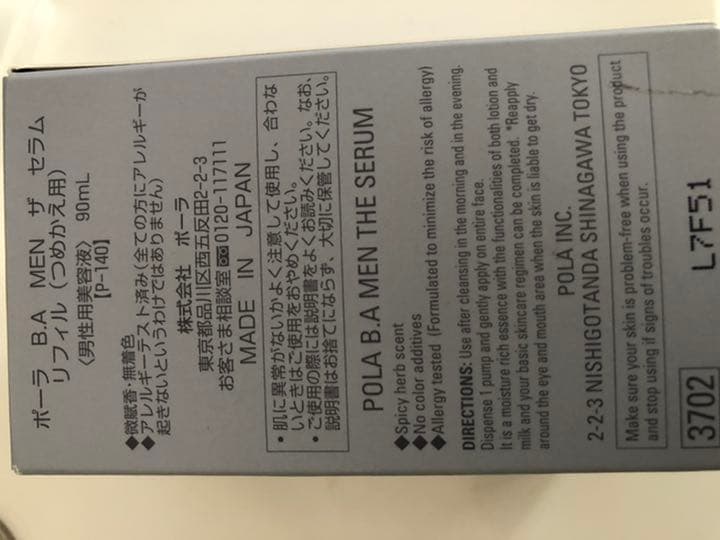 ポーラ B.A MEN ザ セラム
リフィル（つめかえ用）
〈男性用美容液〉 90mL
【P-140】
◆微賦香・無着色
◆アレルギーテスト済み（全ての方にアレルギーが
起きないというわけではありません）
株式会社 ポーラ
東京都品川区西五反田2-2-3
お客さま相談室0120-117111
MADE IN JAPAN
・肌に異常がないかよく注意して使用し、合わな
いときはご使用をおやめください。
・ご使用の際には説明書をよくお読みください。なお、
説明書はお捨てにならず、大切に保管してください。
POLA B.A MEN THE SERUM
◆Spicy herb scent
◆No color additives
◆Allergy tested (Formulated to minimize the risk of allergy)
DIRECTIONS: Use after cleansing in the morning and in the evening.
Dispense 1 pump and gently apply on entire face.
It is a moisture rich essence with the functionalities of both lotion and
milk and your basic skincare regimen can be completed. *Reapply
around the eye and mouth area when the skin is liable to get dry.
POLA INC.
2-2-3 NISHIGOTANDA SHINAGAWA TOKYO
Make sure your skin is problem-free when using the product
and stop using if signs of troubles occur.
3702
L7F51